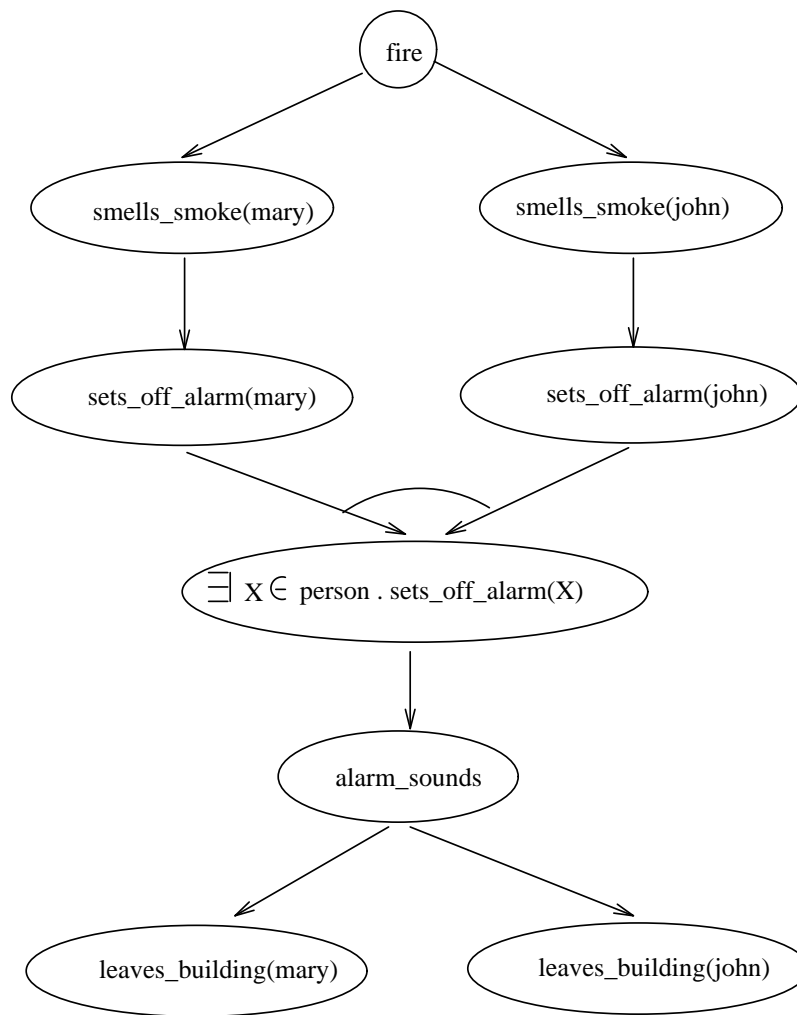 fire
smells_smoke(mary)
smells_smoke(john)
sets_off_alarm(mary)
sets_off_alarm(john)
∃ X ∈ person . sets_off_alarm(X)
alarm_sounds
leaves_building(mary)
leaves_building(john)